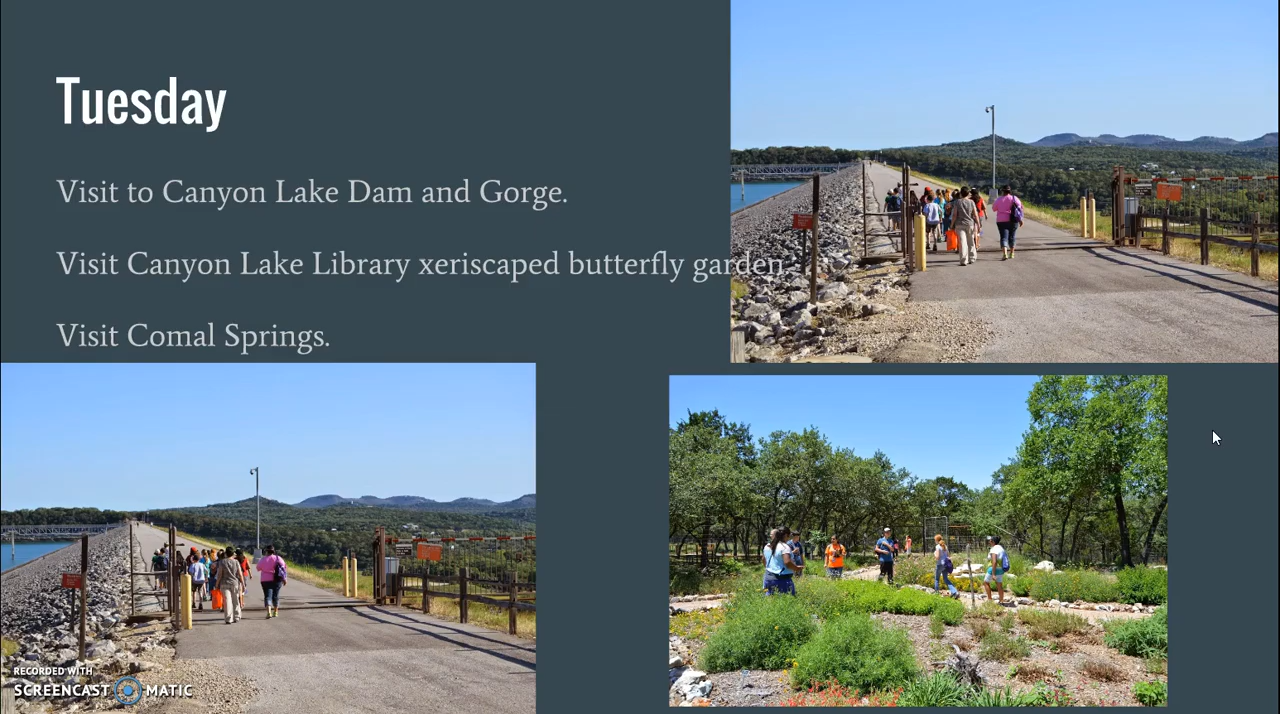 Tuesday
Visit to Canyon Lake Dam and Gorge.
Visit Canyon Lake Library xeriscaped butterfly garden.
Visit Comal Springs.
RECORDED WITH
SCREENCAST MATIC